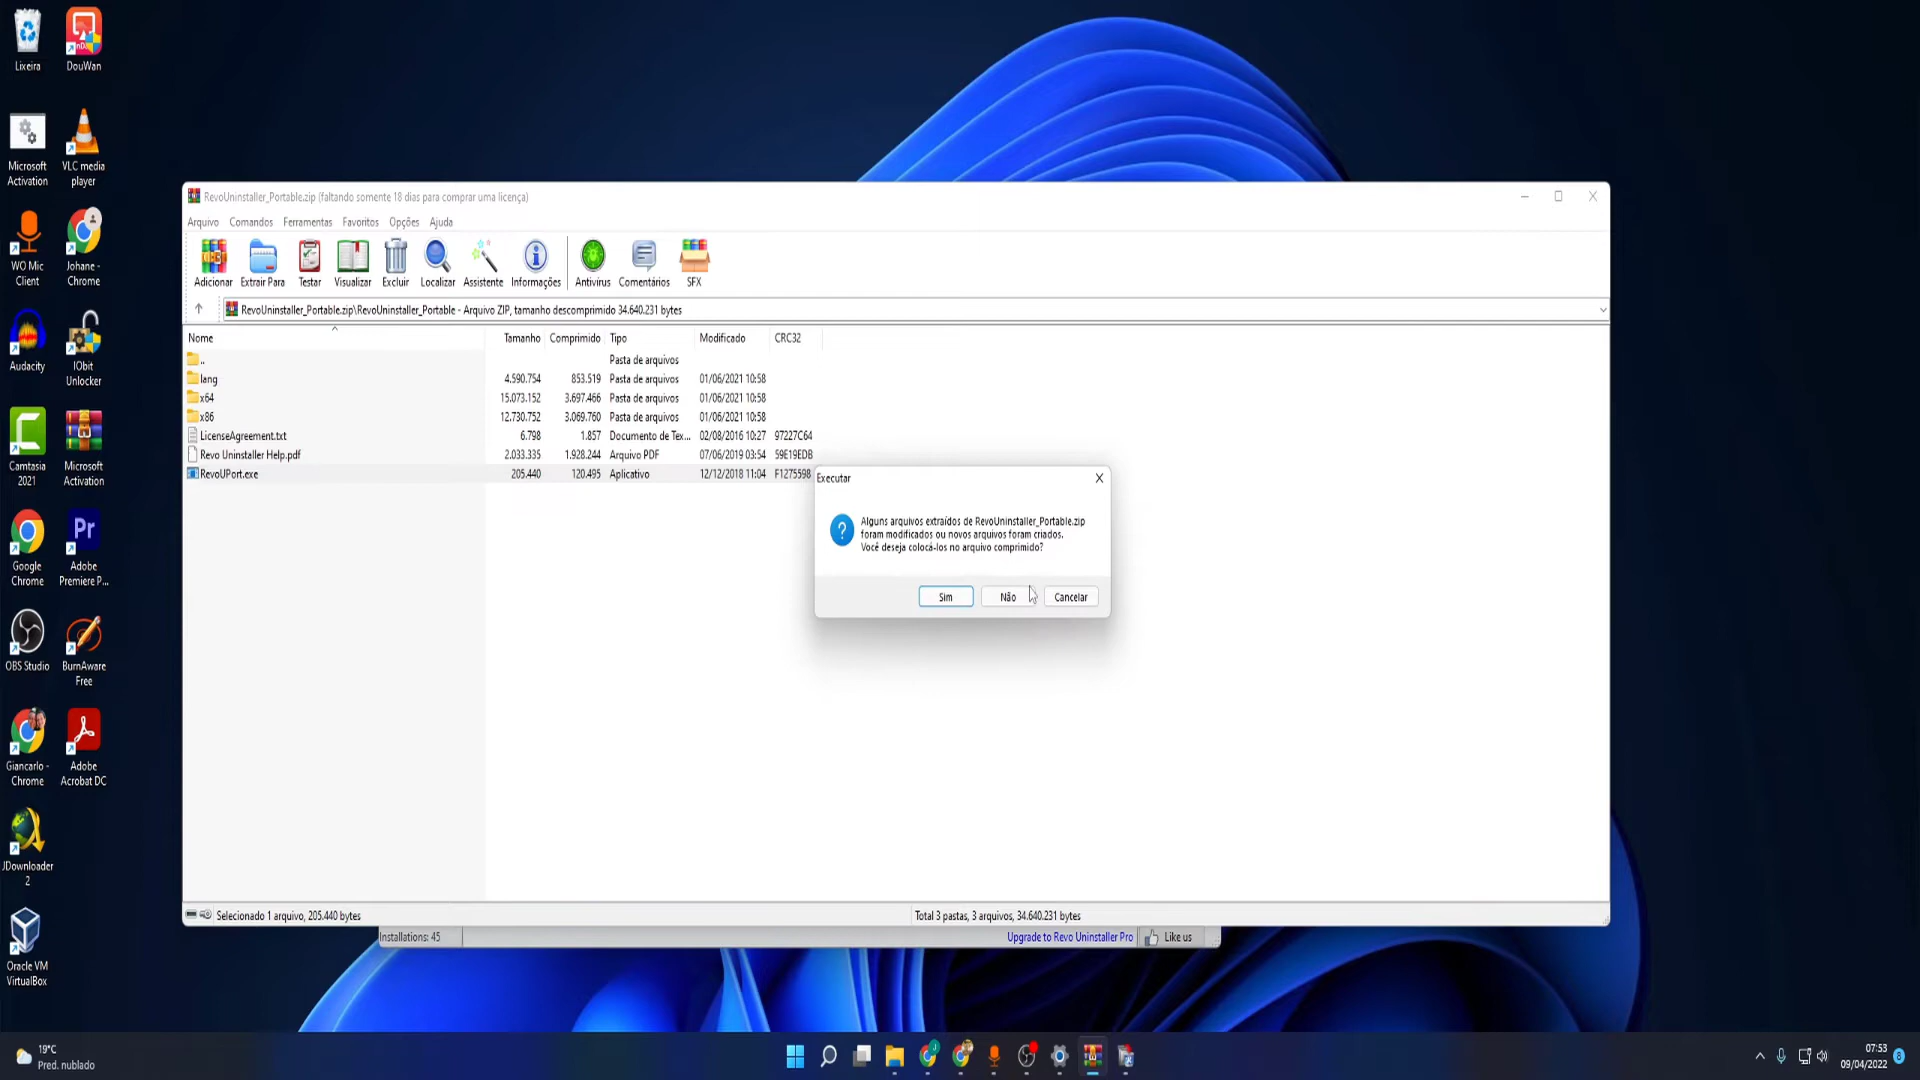 Lixeira
DouWan
Microsoft
Activation
VLC media
player
WO Mic
Client
Johane -
Chrome
Audacity
IObit
Unlocker
Camtasia
2021
Microsoft
Activation
Google
Chrome
Adobe
Premiere P...
OBS Studio
BurnAware
Free
Giancarlo -
Chrome
Adobe
Acrobat DC
JDownloader
2
Oracle VM
VirtualBox
RevoUninstaller_Portable.zip (faltando somente 18 dias para comprar uma licença)
Arquivo Comandos Ferramentas Favoritos Opções Ajuda
Adicionar Extrair Para Testar Visualizar Excluir Localizar Assistente Informações Antivírus Comentários SFX
RevoUninstaller_Portable.zip\RevoUninstaller_Portable - Arquivo ZIP, tamanho descomprimido 34.640.231 bytes
Nome Tamanho Comprimido Tipo Modificado CRC32
.. Pasta de arquivos
lang 4.590.754 853.519 Pasta de arquivos 01/06/2021 10:58
x64 15.073.152 3.697.466 Pasta de arquivos 01/06/2021 10:58
x86 12.730.752 3.069.760 Pasta de arquivos 01/06/2021 10:58
LicenseAgreement.txt 6.798 1.857 Documento de Tex... 02/08/2016 10:27 97227C64
Revo Uninstaller Help.pdf 2.033.335 1.928.244 Arquivo PDF 07/06/2019 03:54 59E19EDB
RevoUPort.exe 205.440 120.495 Aplicativo 12/12/2018 11:04 F1275598
Executar
Alguns arquivos extraídos de RevoUninstaller_Portable.zip
foram modificados ou novos arquivos foram criados.
Você deseja colocá-los no arquivo comprimido?
Sim Não Cancelar
Selecionado 1 arquivo, 205.440 bytes
Total 3 pastas, 3 arquivos, 34.640.231 bytes
Installations: 45
Upgrade to Revo Uninstaller Pro
Like us
19°C
Pred. nublado
07:53
09/04/2022
8